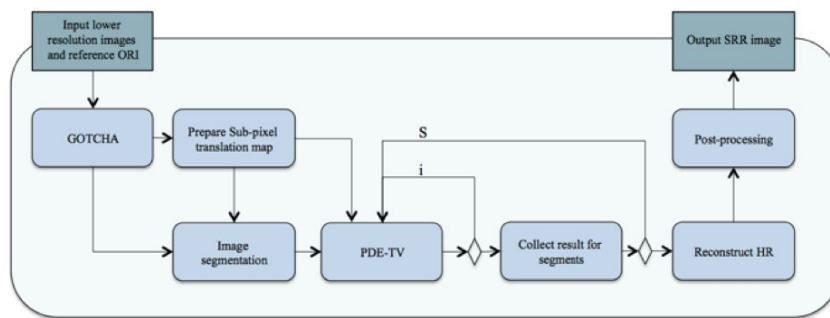 Input lower
resolution images
and reference ORI
Output SRR image
GOTCHA
Prepare Sub-pixel
translation map
S
i
Post-processing
Image
segmentation
PDE-TV
Collect result for
segments
Reconstruct HR